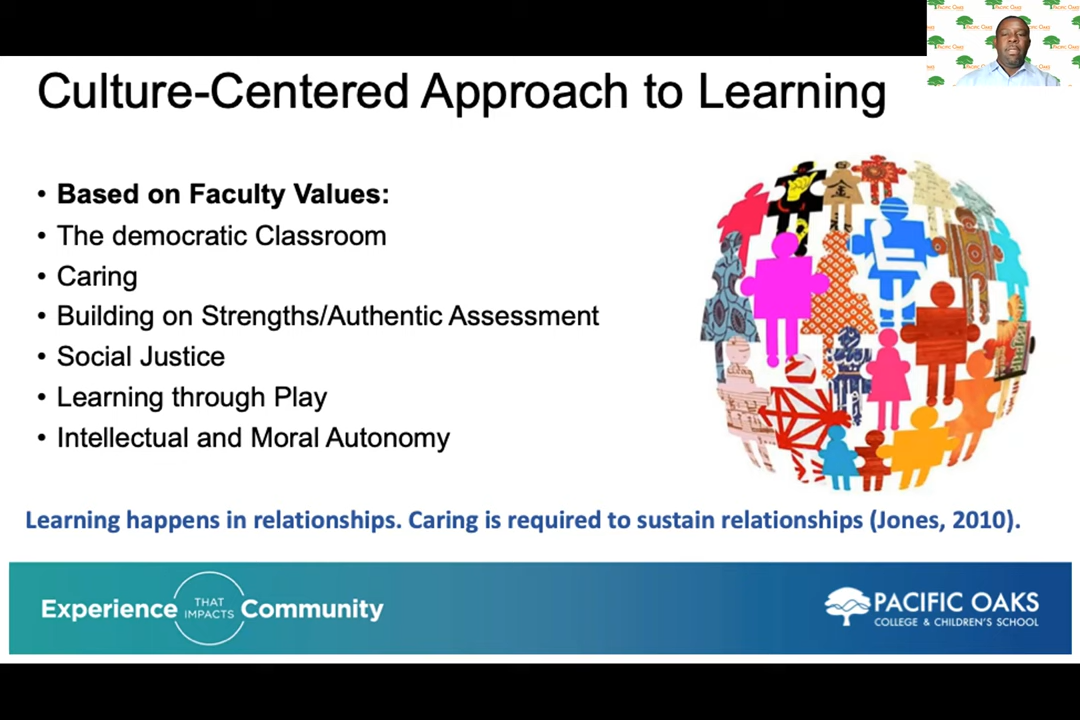 PACIFIC OAKS
Culture-Centered Approach to Learning
• Based on Faculty Values:
• The democratic Classroom
• Caring
• Building on Strengths/Authentic Assessment
• Social Justice
• Learning through Play
• Intellectual and Moral Autonomy
Learning happens in relationships. Caring is required to sustain relationships (Jones, 2010).
Experience THAT IMPACTS Community
PACIFIC OAKS
COLLEGE & CHILDREN'S SCHOOL